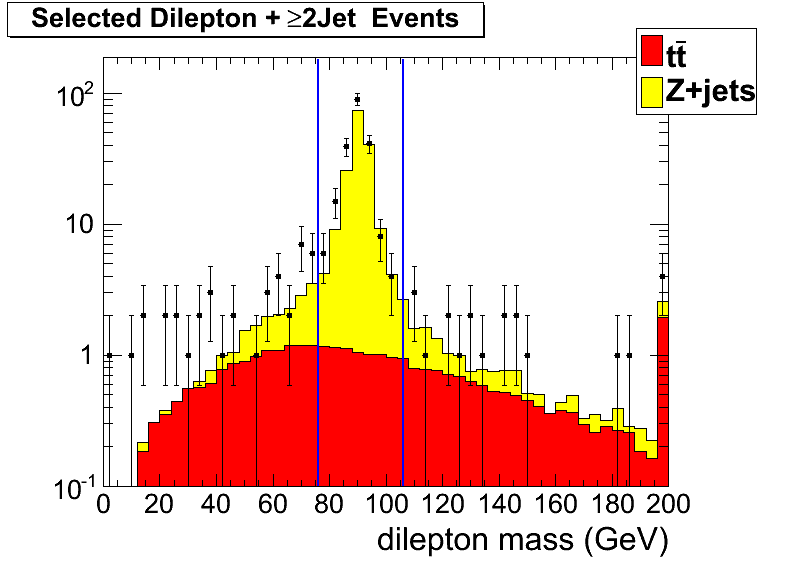 Selected Dilepton + ≥2Jet Events
tt̄
Z+jets
10²
10
1
10⁻¹
0 20 40 60 80 100 120 140 160 180 200
dilepton mass (GeV)